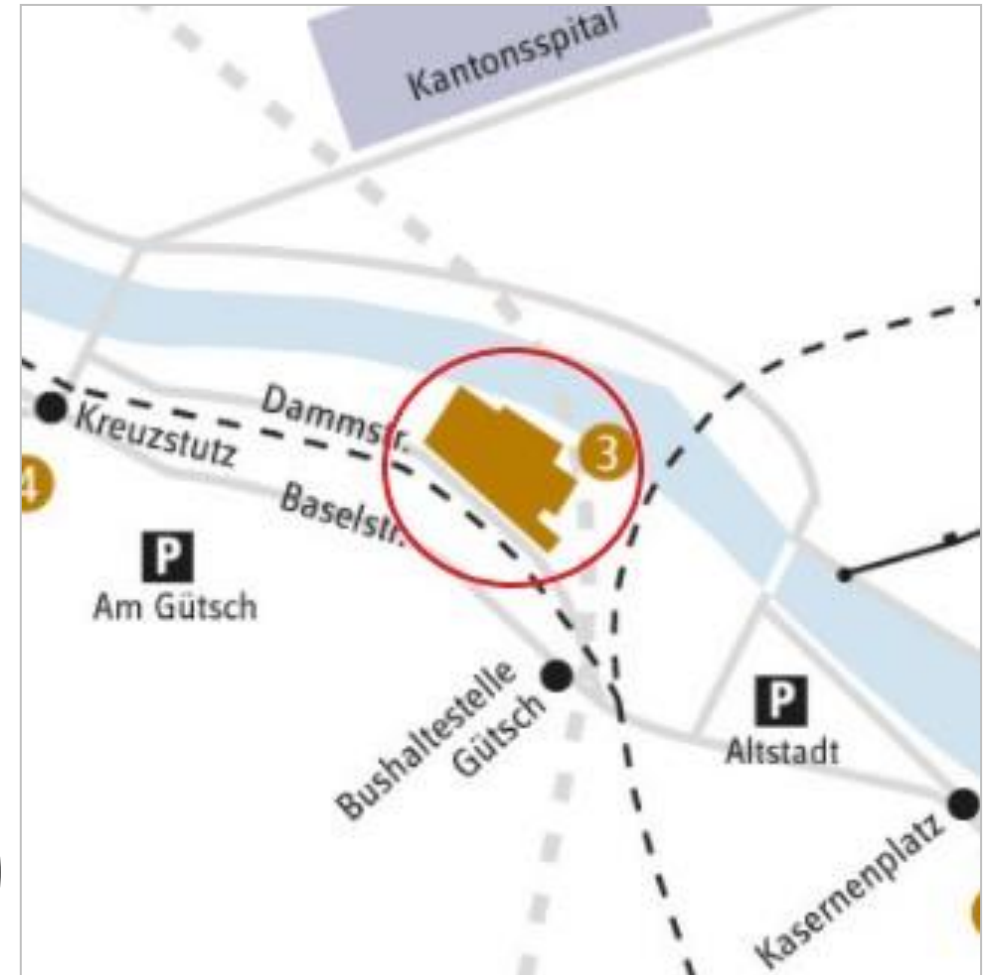 Kantonsspital
Dammstr.
3
Kreuzstutz
4
Baselstr.
P
Am Gütsch
Bushaltestelle
Gütsch
P
Altstadt
Kasernenplatz